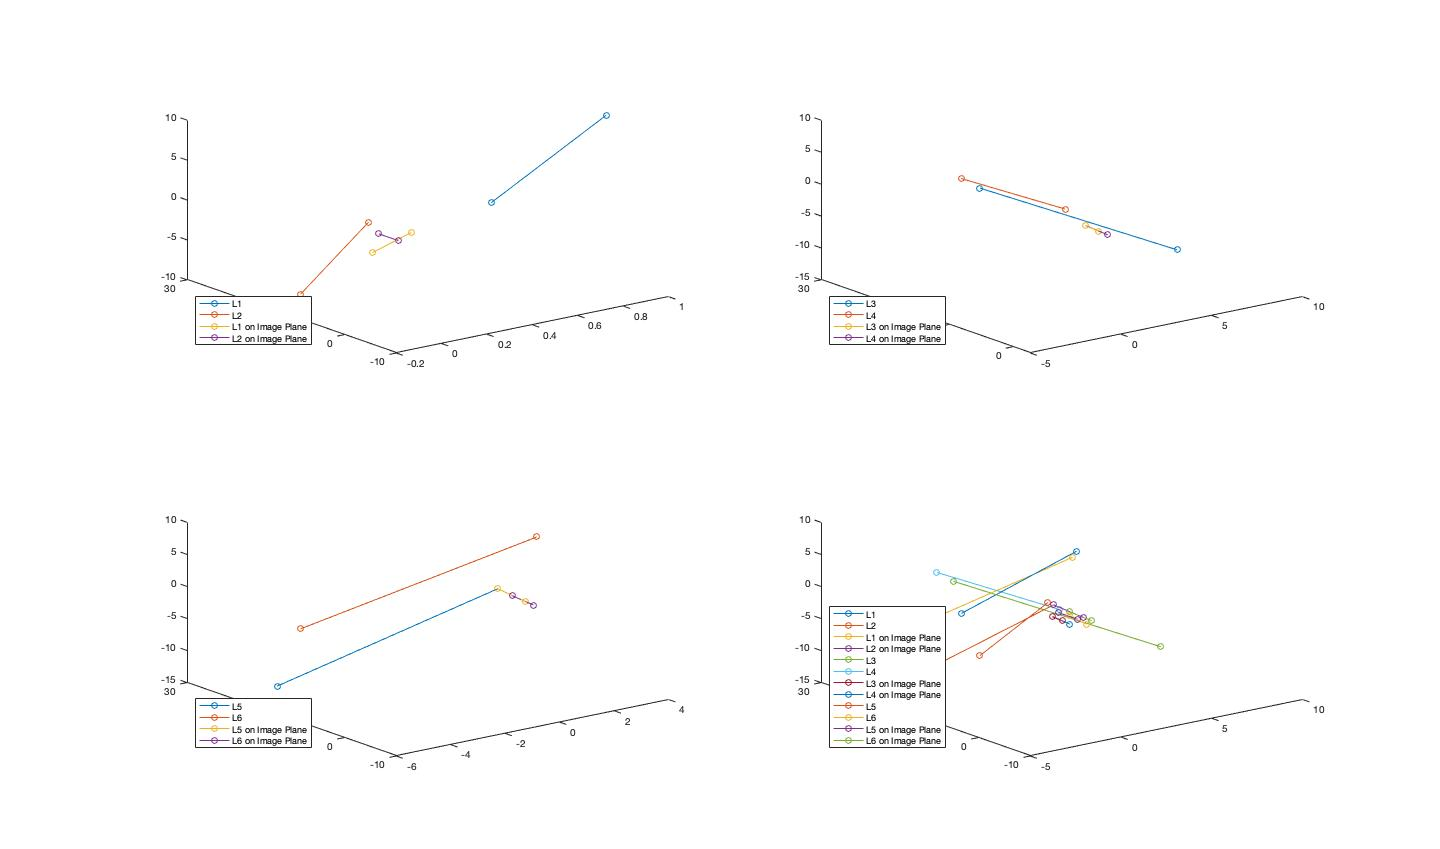 10
5
0
-5
-10
30
0
-10
-0.2
0
0.2
0.4
0.6
0.8
1
L1
L2
L1 on Image Plane
L2 on Image Plane
10
5
0
-5
-10
-15
30
0
-5
0
5
10
L3
L4
L3 on Image Plane
L4 on Image Plane
10
5
0
-5
-10
-15
30
0
-10
-6
-4
-2
0
2
4
L5
L6
L5 on Image Plane
L6 on Image Plane
10
5
0
-5
-10
-15
30
0
-10
-5
0
5
10
L1
L2
L1 on Image Plane
L2 on Image Plane
L3
L4
L3 on Image Plane
L4 on Image Plane
L5
L6
L5 on Image Plane
L6 on Image Plane